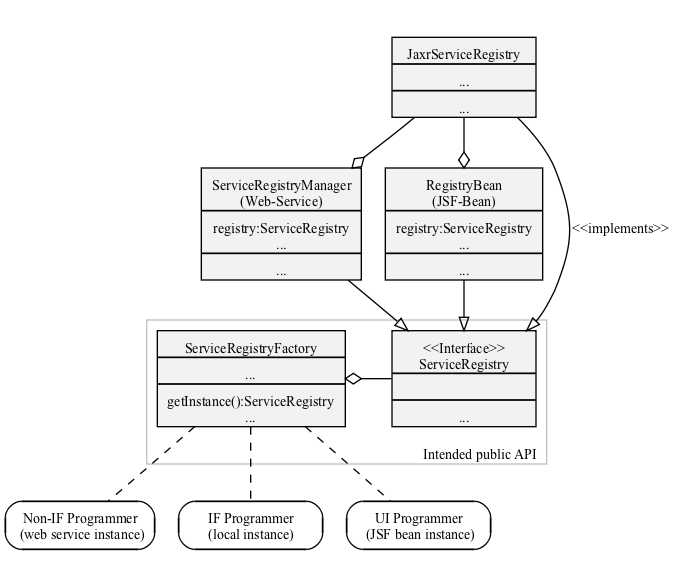 JaxrServiceRegistry
...
...
ServiceRegistryManager
(Web-Service)
registry:ServiceRegistry
...
...
RegistryBean
(JSF-Bean)
registry:ServiceRegistry
...
...
<<implements>>
ServiceRegistryFactory
...
getInstance():ServiceRegistry
...
<<Interface>>
ServiceRegistry
...
Intended public API
Non-IF Programmer
(web service instance)
IF Programmer
(local instance)
UI Programmer
(JSF bean instance)